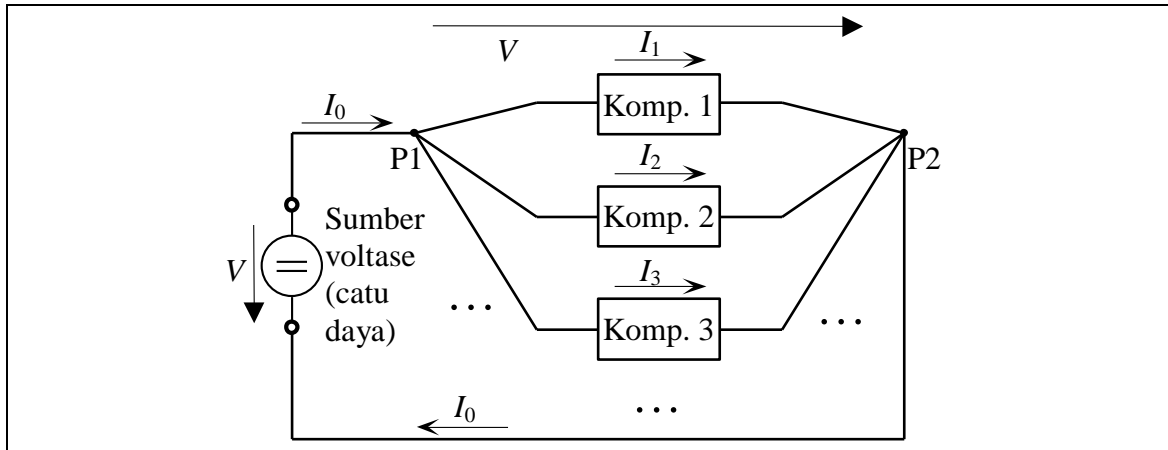 V
I₁
Komp. 1
I₀
P1
P2
I₂
Komp. 2
Sumber
voltase
(catu
daya)
V
I₃
Komp. 3
. . .
. . .
. . .
I₀